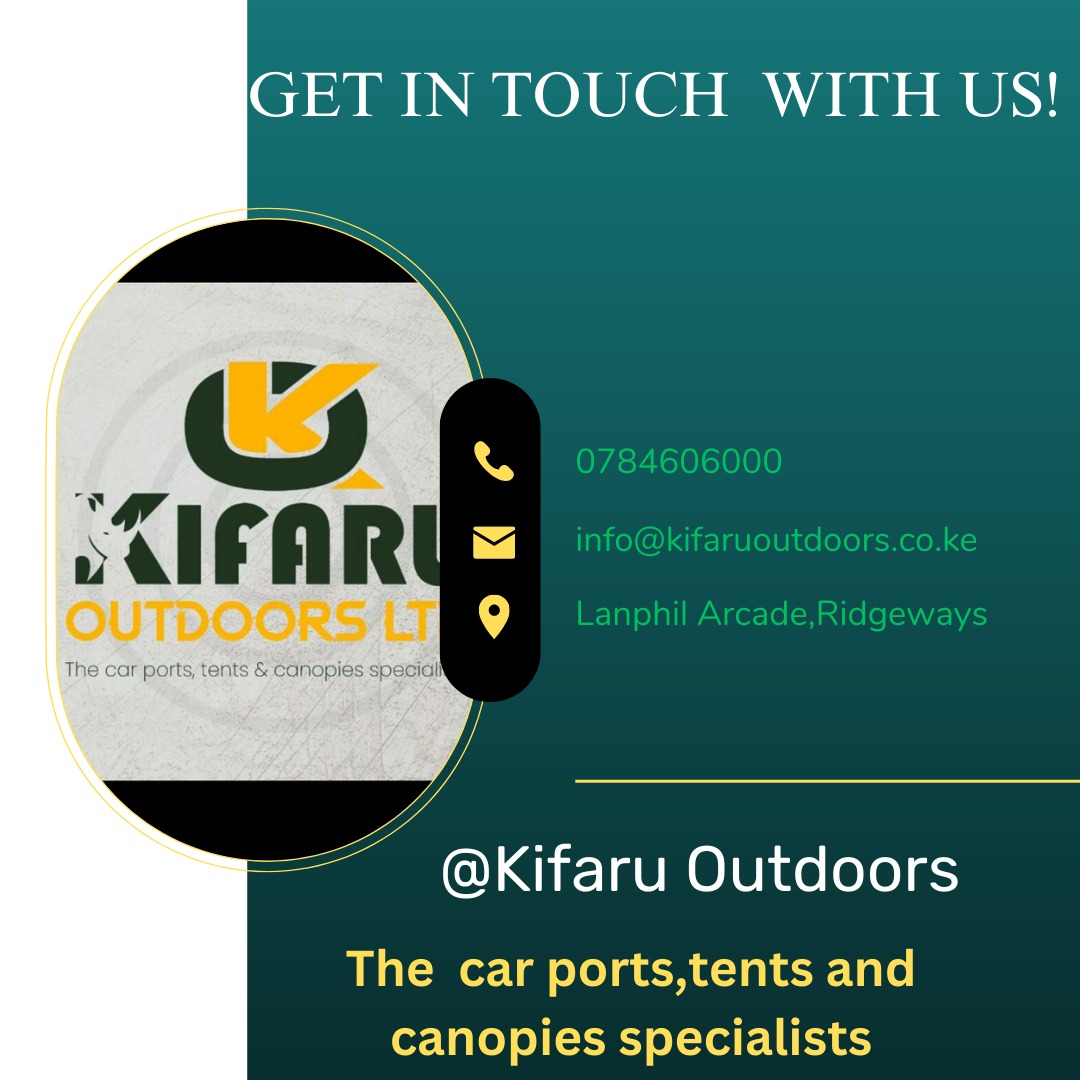 GET IN TOUCH  WITH US!
KIFARU
OUTDOORS
The car ports, tents & canopies
0784606000
info@kifaruoutdoors.co.ke
Lanphil Arcade,Ridgeways
@Kifaru Outdoors
The  car ports,tents and
canopies specialists